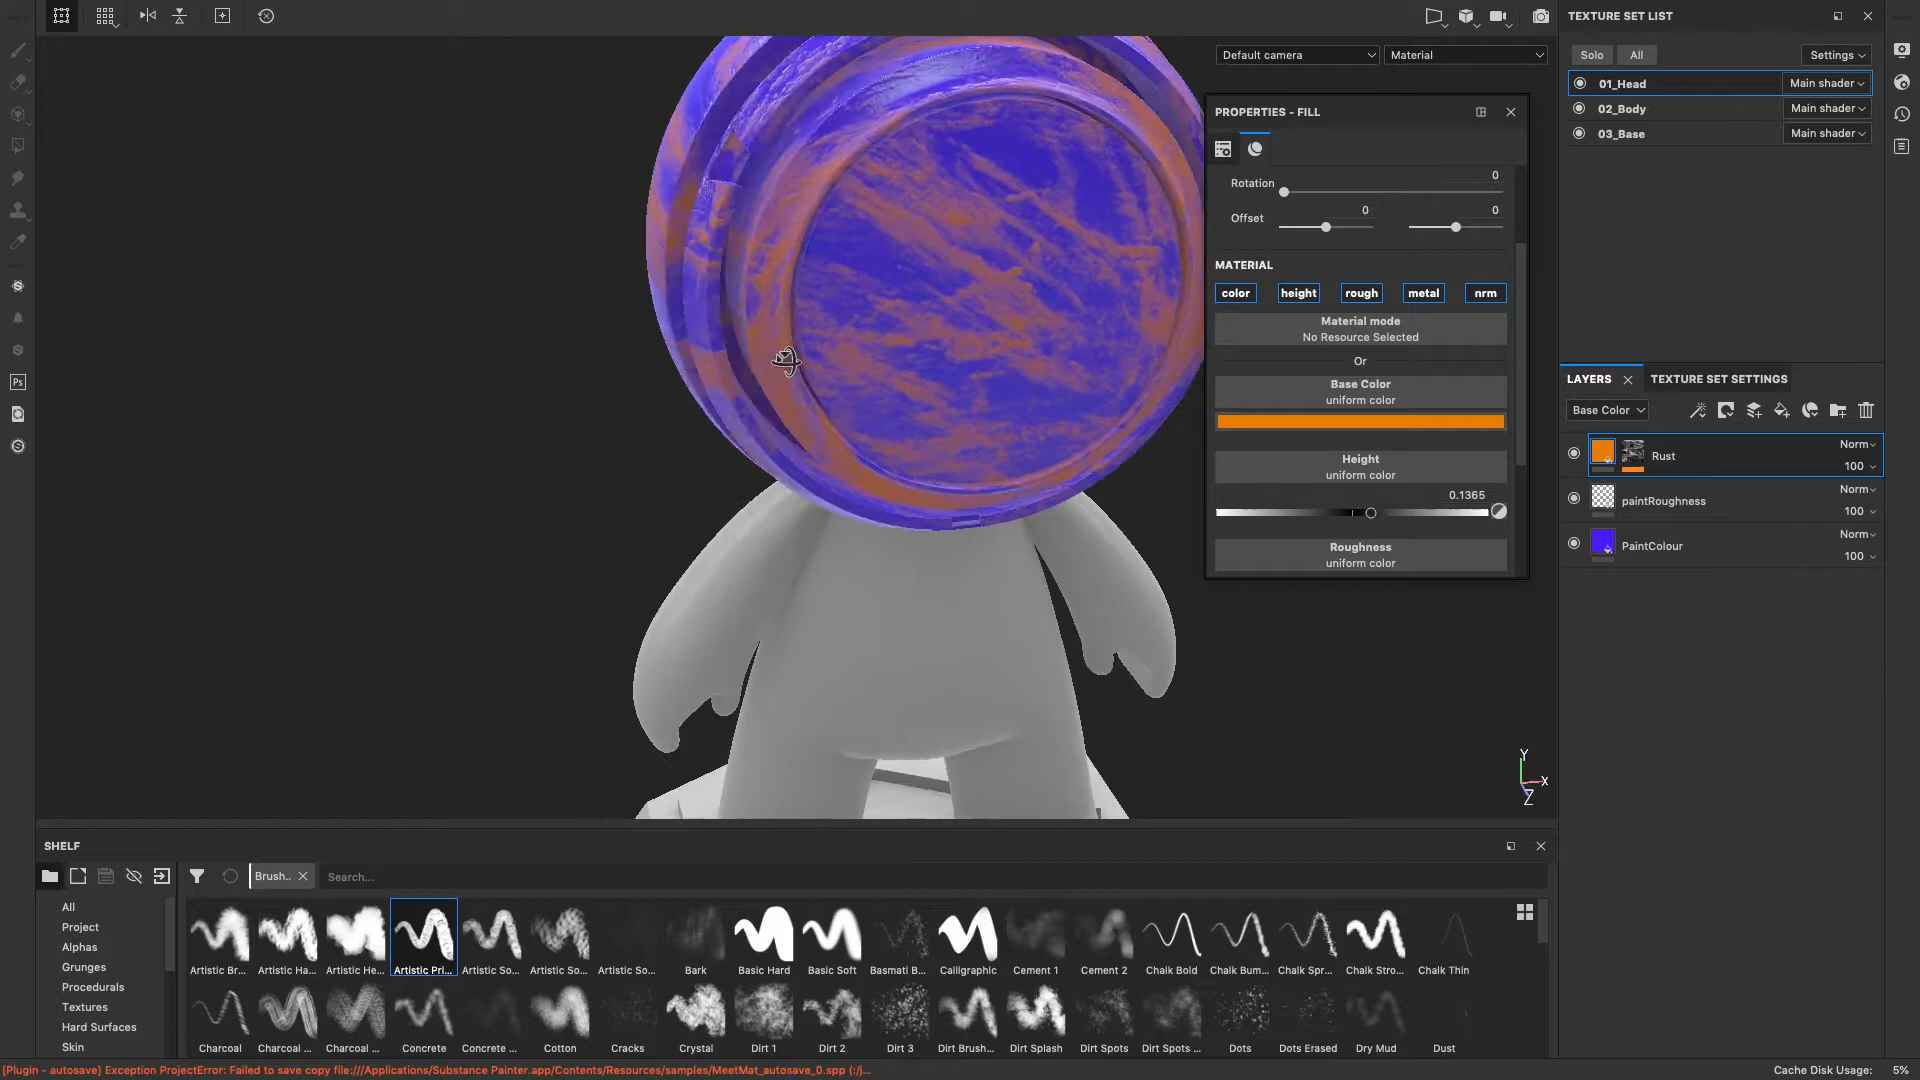 TEXTURE SET LIST
Default camera
Material
Solo
All
Settings
01_Head
Main shader
02_Body
Main shader
03_Base
Main shader
PROPERTIES - FILL
Rotation
0
Offset
0
0
MATERIAL
color
height
rough
metal
nrm
Material mode
No Resource Selected
Or
Base Color
uniform color
Height
uniform color
0.1365
Roughness
uniform color
LAYERS
TEXTURE SET SETTINGS
Base Color
Rust
Norm
100
paintRoughness
Norm
100
PaintColour
Norm
100
Y
X
Z
SHELF
Brush..
Search...
All
Project
Alphas
Grunges
Procedurals
Textures
Hard Surfaces
Skin
Artistic Br...
Artistic Ha...
Artistic He...
Artistic Pri...
Artistic So...
Artistic So...
Artistic So...
Bark
Basic Hard
Basic Soft
Basmati B...
Calligraphic
Cement 1
Cement 2
Chalk Bold
Chalk Bum...
Chalk Spr...
Chalk Stro...
Chalk Thin
Charcoal
Charcoal ...
Charcoal ...
Concrete
Concrete ...
Cotton
Cracks
Crystal
Dirt 1
Dirt 2
Dirt 3
Dirt Brush...
Dirt Splash
Dirt Spots
Dirt Spots ...
Dots
Dots Erased
Dry Mud
Dust
[Plugin - autosave] Exception ProjectError: Failed to save copy file:///Applications/Substance Painter.app/Contents/Resources/samples/MeetMat_autosave_0.spp (:/j...
Cache Disk Usage: 5%
Ps